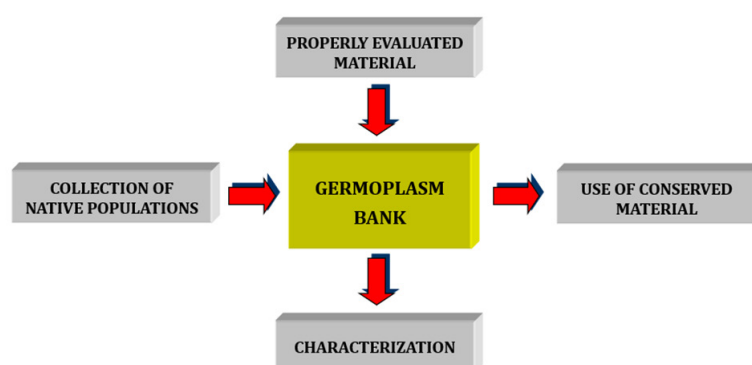 PROPERLY EVALUATED
MATERIAL
COLLECTION OF
NATIVE POPULATIONS
GERMOPLASM
BANK
USE OF CONSERVED
MATERIAL
CHARACTERIZATION